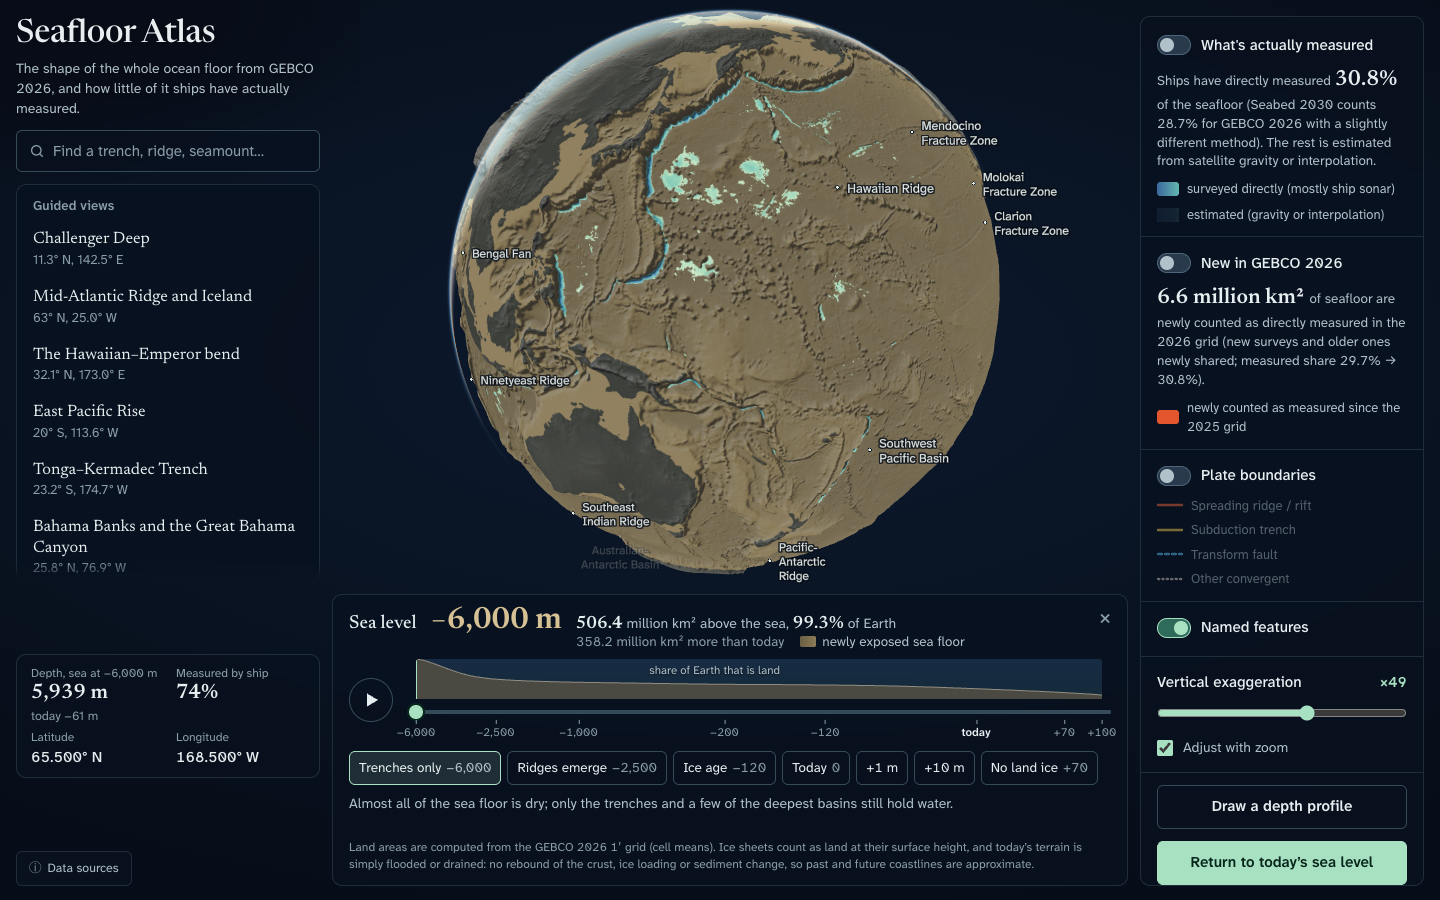 Seafloor Atlas
The shape of the whole ocean floor from GEBCO
2026, and how little of it ships have actually
measured.
Find a trench, ridge, seamount...
Guided views
Challenger Deep
11.3° N, 142.5° E
Mid-Atlantic Ridge and Iceland
63° N, 25.0° W
The Hawaiian–Emperor bend
32.1° N, 173.0° E
East Pacific Rise
20° S, 113.6° W
Tonga–Kermadec Trench
23.2° S, 174.7° W
Bahama Banks and the Great Bahama
Canyon
25.8° N, 76.9° W
Depth, sea at −6,000 m
5,939 m
today −61 m
Measured by ship
74%
Latitude
65.500° N
Longitude
168.500° W
ⓘ Data sources
Mendocino
Fracture Zone
Molokai
Fracture Zone
Hawaiian Ridge
Clarion
Fracture Zone
Bengal Fan
Ninetyeast Ridge
Southwest
Pacific Basin
Southeast
Indian Ridge
Australian-
Antarctic Basin
Pacific-
Antarctic
Ridge
Sea level −6,000 m
506.4 million km² above the sea, 99.3% of Earth
358.2 million km² more than today newly exposed sea floor
×
share of Earth that is land
−6,000 −2,500 −1,000 −200 −120 today +70 +100
Trenches only −6,000 Ridges emerge −2,500 Ice age −120 Today 0 +1 m +10 m No land ice +70
Almost all of the sea floor is dry; only the trenches and a few of the deepest basins still hold water.
Land areas are computed from the GEBCO 2026 1′ grid (cell means). Ice sheets count as land at their surface height, and today's terrain is
simply flooded or drained: no rebound of the crust, ice loading or sediment change, so past and future coastlines are approximate.
What's actually measured
Ships have directly measured 30.8%
of the seafloor (Seabed 2030 counts
28.7% for GEBCO 2026 with a slightly
different method). The rest is estimated
from satellite gravity or interpolation.
surveyed directly (mostly ship sonar)
estimated (gravity or interpolation)
New in GEBCO 2026
6.6 million km² of seafloor are
newly counted as directly measured in the
2026 grid (new surveys and older ones
newly shared; measured share 29.7% →
30.8%).
newly counted as measured since the
2025 grid
Plate boundaries
Spreading ridge / rift
Subduction trench
Transform fault
Other convergent
Named features
Vertical exaggeration ×49
Adjust with zoom
Draw a depth profile
Return to today's sea level